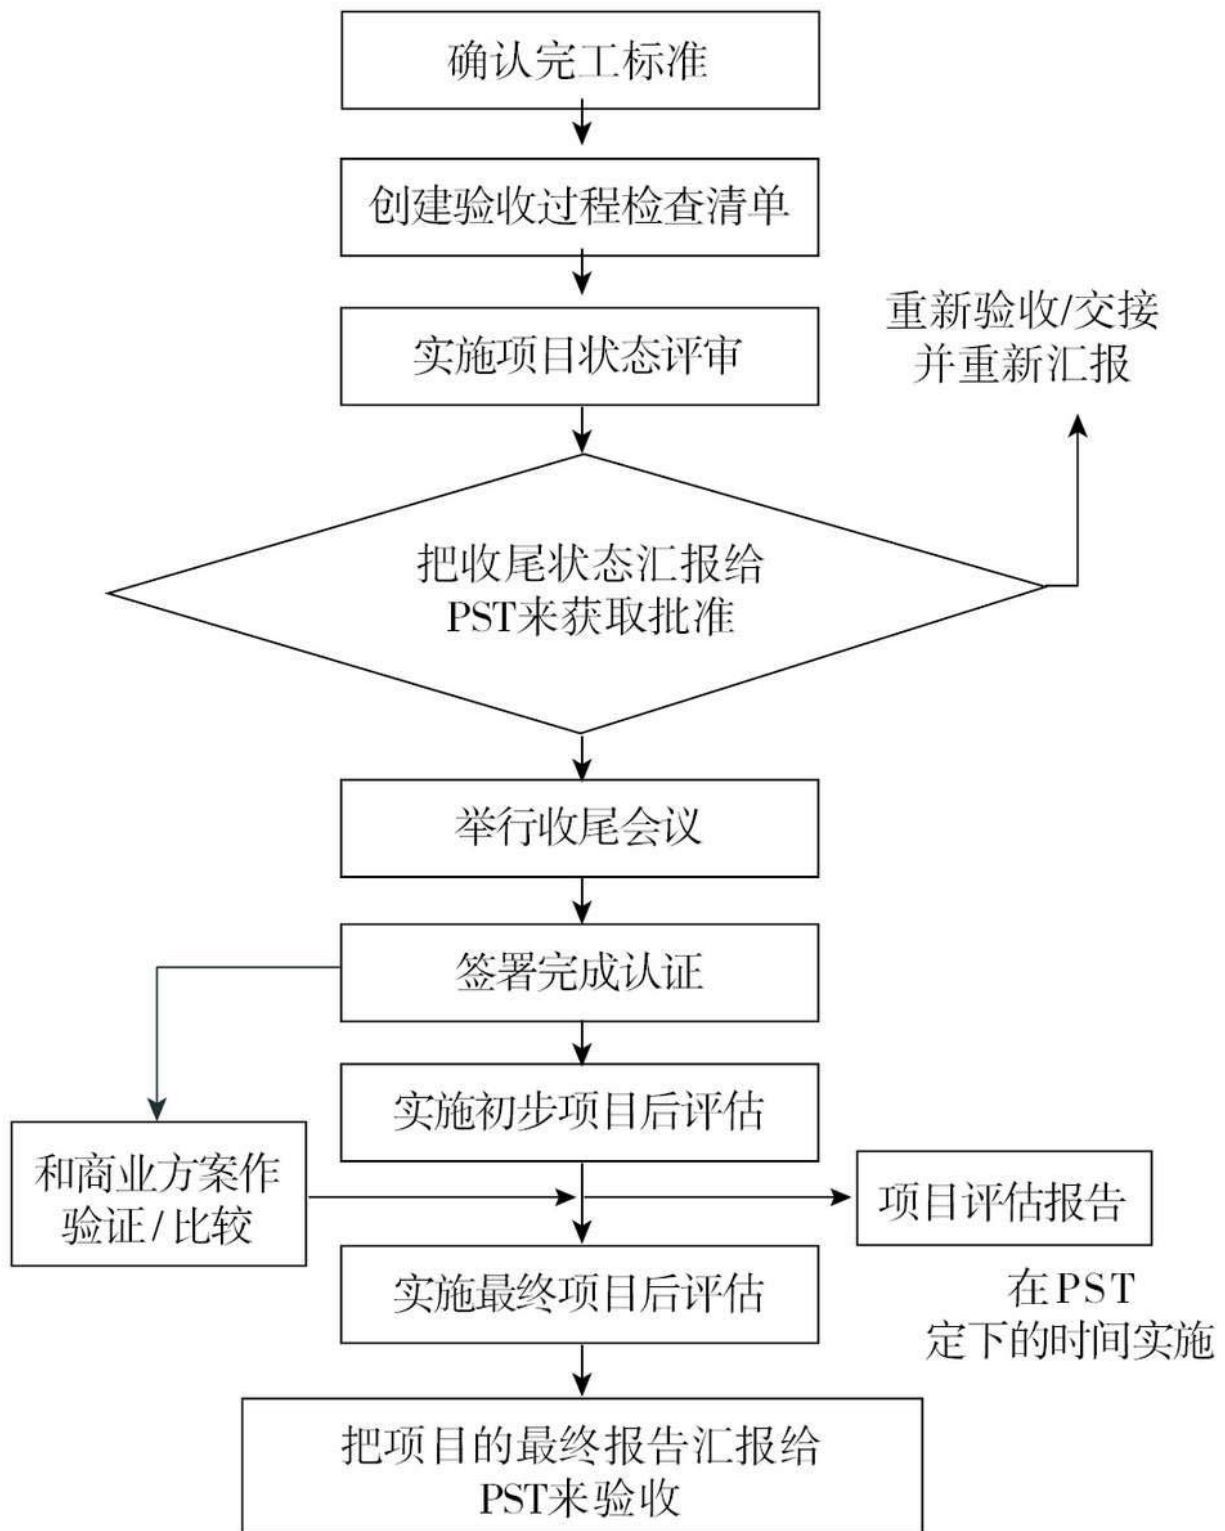 确认完工标准
创建验收过程检查清单
实施项目状态评审
重新验收/交接
并重新汇报
把收尾状态汇报给
PST来获取批准
举行收尾会议
签署完成认证
实施初步项目后评估
和商业方案作
验证/比较
项目评估报告
在PST
定下的时间实施
实施最终项目后评估
把项目的最终报告汇报给
PST来验收